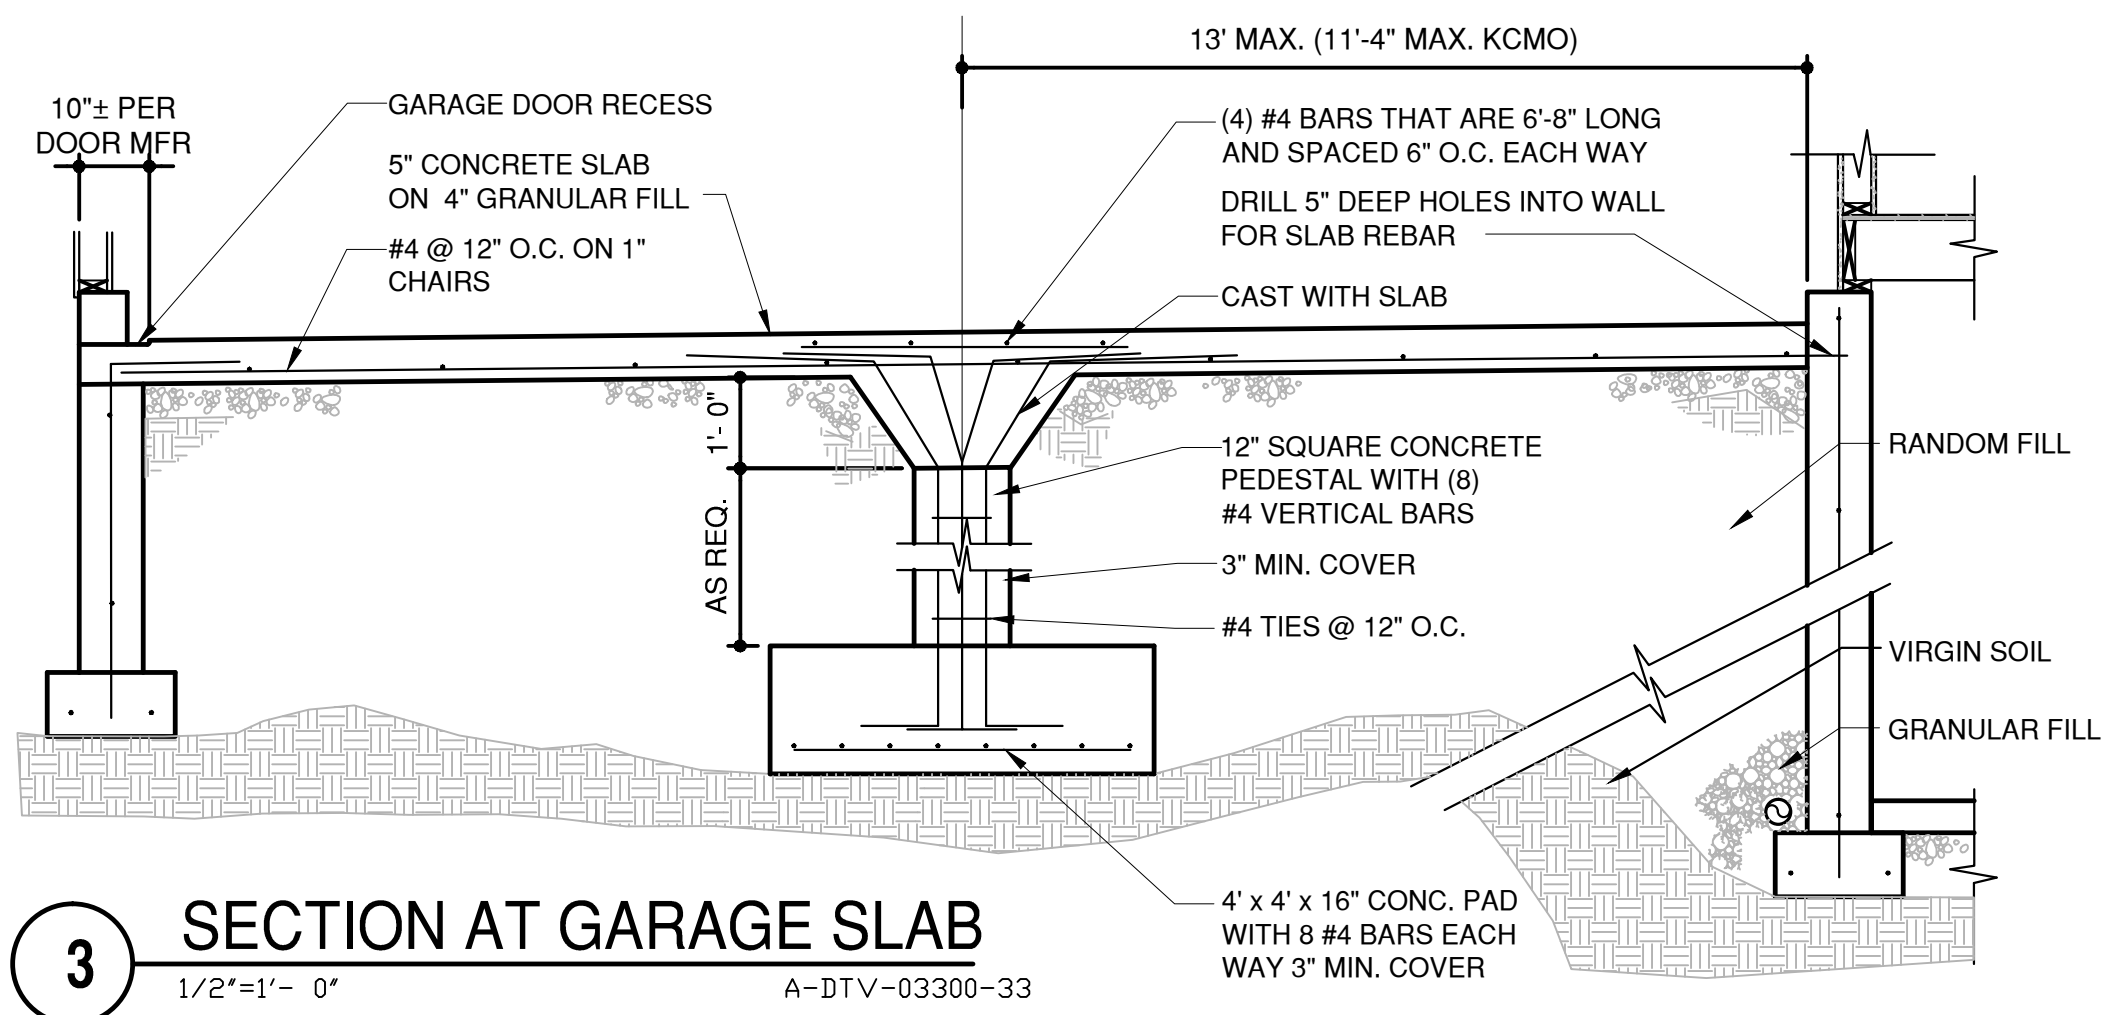 13' MAX. (11'-4" MAX. KCMO)
10"± PER
DOOR MFR
GARAGE DOOR RECESS
5" CONCRETE SLAB
ON 4" GRANULAR FILL
#4 @ 12" O.C. ON 1"
CHAIRS
(4) #4 BARS THAT ARE 6'-8" LONG
AND SPACED 6" O.C. EACH WAY
DRILL 5" DEEP HOLES INTO WALL
FOR SLAB REBAR
CAST WITH SLAB
1'- 0"
AS REQ.
12" SQUARE CONCRETE
PEDESTAL WITH (8)
#4 VERTICAL BARS
3" MIN. COVER
#4 TIES @ 12" O.C.
RANDOM FILL
VIRGIN SOIL
GRANULAR FILL
4' x 4' x 16" CONC. PAD
WITH 8 #4 BARS EACH
WAY 3" MIN. COVER
3
SECTION AT GARAGE SLAB
1/2"=1'- 0"
A-DTV-03300-33